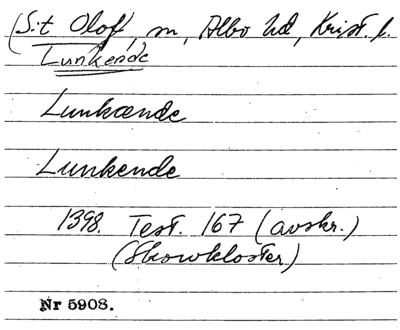 (S:t Olof, m, Albo hd, Krist. l.
Lunkende
Lunkænde
Lunkende
1398. Test. 167 (avskr.)
(Skowkloster)
Nr 5908.